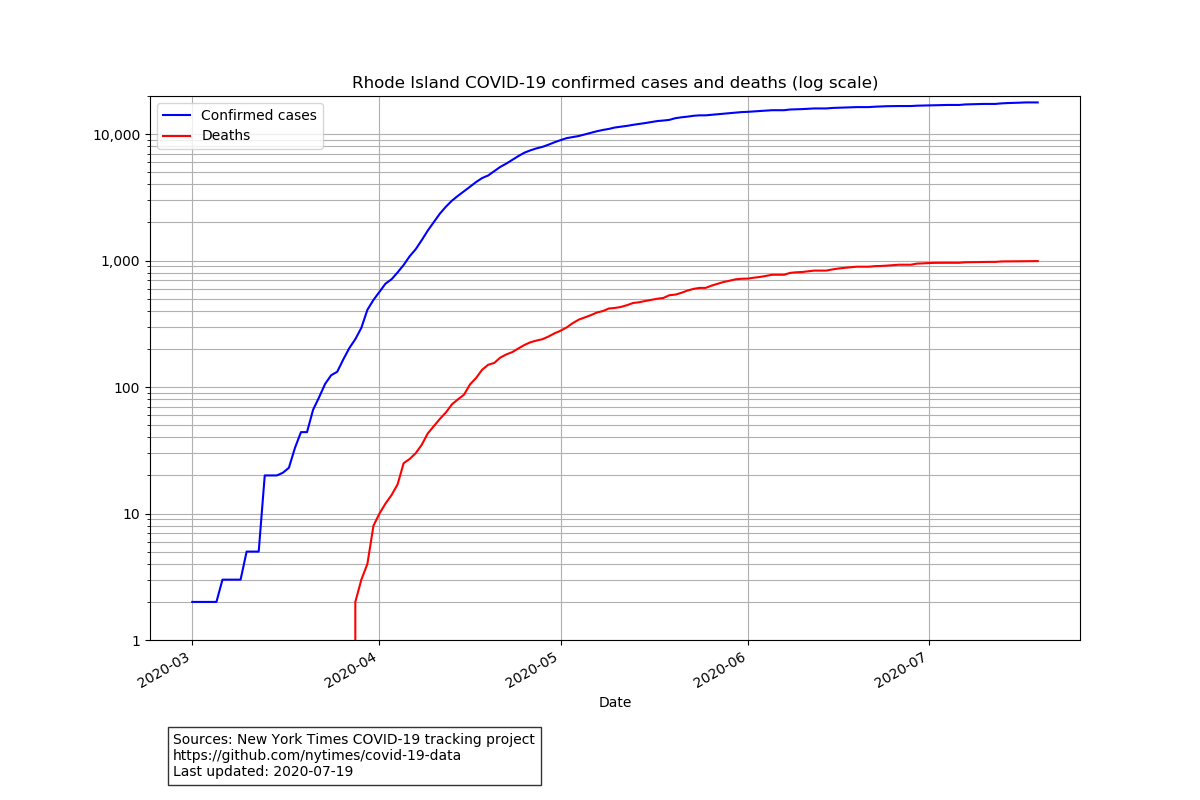 Rhode Island COVID-19 confirmed cases and deaths (log scale)
Confirmed cases
Deaths
10,000
1,000
100
10
1
2020-03
2020-04
2020-05
2020-06
2020-07
Date
Sources: New York Times COVID-19 tracking project
https://github.com/nytimes/covid-19-data
Last updated: 2020-07-19